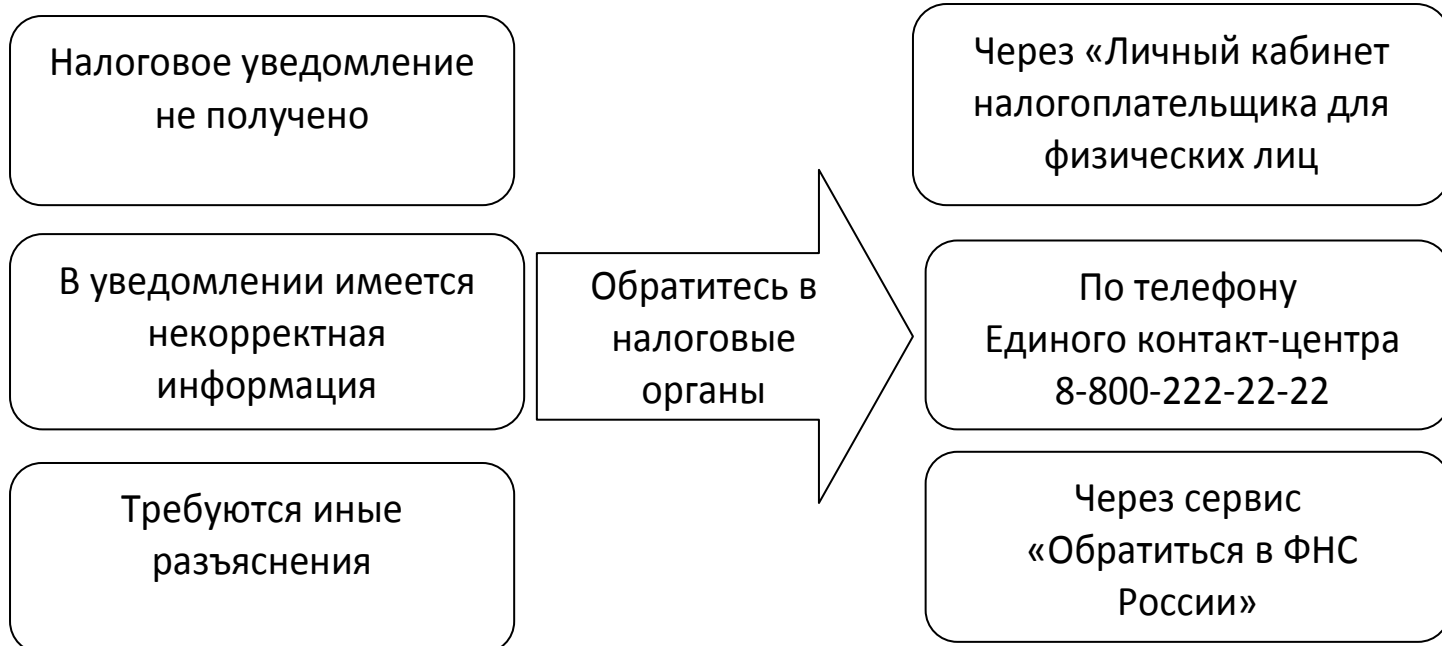 Налоговое уведомление
не получено
В уведомлении имеется
некорректная
информация
Требуются иные
разъяснения
Обратитесь в
налоговые
органы
Через «Личный кабинет
налогоплательщика для
физических лиц
По телефону
Единого контакт-центра
8-800-222-22-22
Через сервис
«Обратиться в ФНС
России»